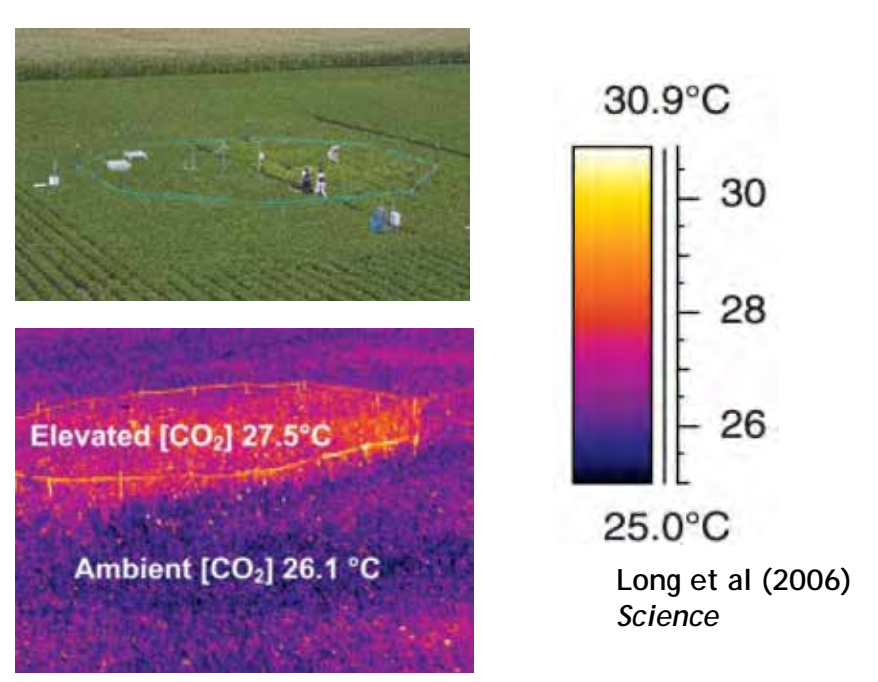 30.9°C
30
28
26
25.0°C
Elevated [CO₂] 27.5°C
Ambient [CO₂] 26.1 °C
Long et al (2006)
Science